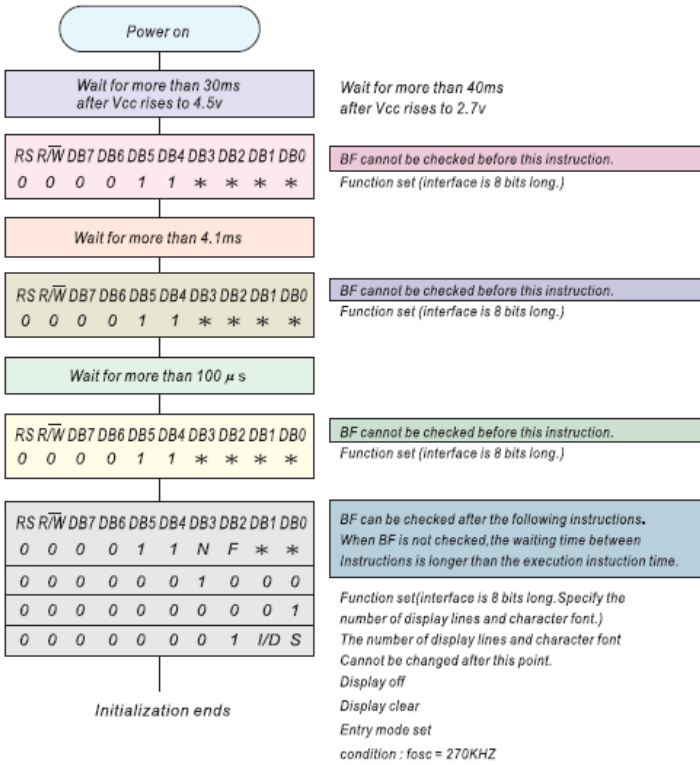 Power on
Wait for more than 30ms
after Vcc rises to 4.5v
Wait for more than 40ms
after Vcc rises to 2.7v
RS R/W̅ DB7 DB6 DB5 DB4 DB3 DB2 DB1 DB0
0 0 0 0 1 1 * * * *
BF cannot be checked before this instruction.
Function set (interface is 8 bits long.)
Wait for more than 4.1ms
RS R/W̅ DB7 DB6 DB5 DB4 DB3 DB2 DB1 DB0
0 0 0 0 1 1 * * * *
BF cannot be checked before this instruction.
Function set (interface is 8 bits long.)
Wait for more than 100 μ s
RS R/W̅ DB7 DB6 DB5 DB4 DB3 DB2 DB1 DB0
0 0 0 0 1 1 * * * *
BF cannot be checked before this instruction.
Function set (interface is 8 bits long.)
RS R/W̅ DB7 DB6 DB5 DB4 DB3 DB2 DB1 DB0
0 0 0 0 1 1 N F * *
0 0 0 0 0 0 1 0 0 0
0 0 0 0 0 0 0 0 0 1
0 0 0 0 0 0 0 1 I/D S
BF can be checked after the following instructions.
When BF is not checked,the waiting time between
Instructions is longer than the execution instuction time.
Function set(interface is 8 bits long.Specify the
number of display lines and character font.)
The number of display lines and character font
Cannot be changed after this point.
Display off
Display clear
Entry mode set
condition : fosc = 270KHZ
Initialization ends